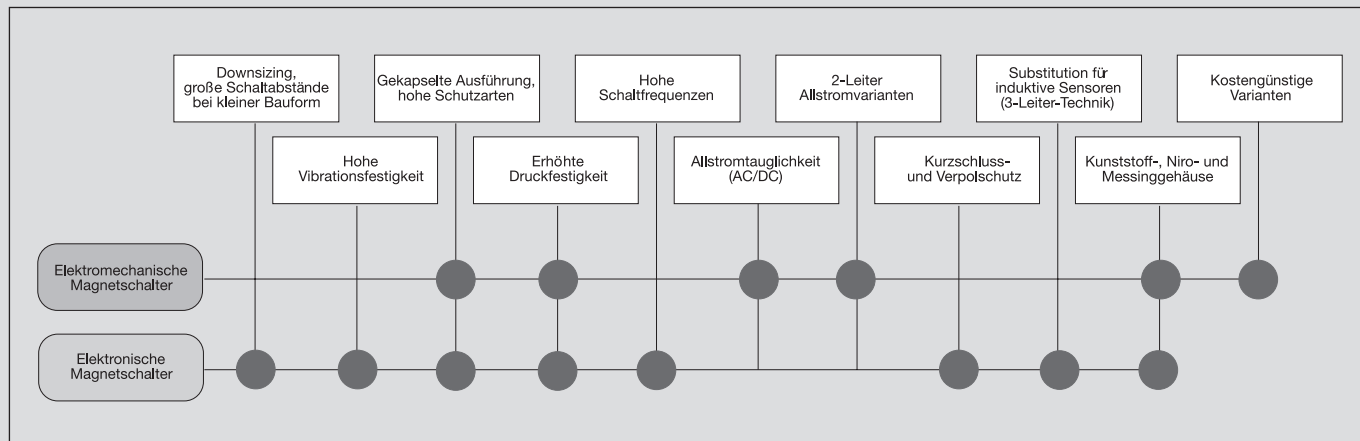 Downsizing,
große Schaltabstände
bei kleiner Bauform
Gekapselte Ausführung,
hohe Schutzarten
Hohe
Schaltfrequenzen
2-Leiter
Allstromvarianten
Substitution für
induktive Sensoren
(3-Leiter-Technik)
Kostengünstige
Varianten
Hohe
Vibrationsfestigkeit
Erhöhte
Druckfestigkeit
Allstromtauglichkeit
(AC/DC)
Kurzschluss-
und Verpolschutz
Kunststoff-, Niro- und
Messinggehäuse
Elektromechanische
Magnetschalter
Elektronische
Magnetschalter